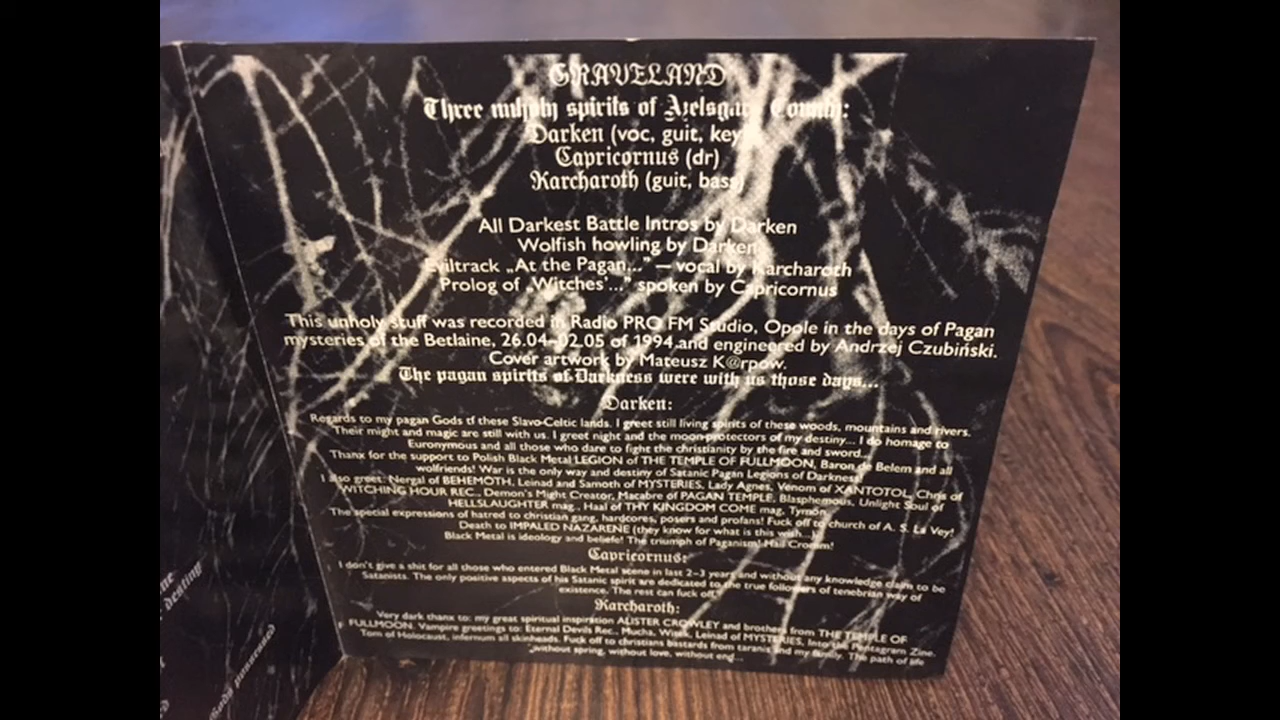 GRAVELAND
Three unholy spirits of Azelsgard County:
Darken (voc, guit, key)
Capricornus (dr)
Karcharoth (guit, bass)
All Darkest Battle Intros by Darken
Wolfish howling by Darken
Eviltrack „At the Pagan...” — vocal by Karcharoth
Prolog of „Witches'...” spoken by Capricornus
This unholy stuff was recorded in Radio PRO FM Studio, Opole in the days of Pagan
mysteries of the Betlaine, 26.04–02.05 of 1994 and engineered by Andrzej Czubiński.
Cover artwork by Mateusz K@rpow.
The pagan spirits of Darkness were with us those days...
Darken:
Regards to my pagan Gods tf these Slavo-Celtic lands. I greet still living spirits of these woods, mountains and rivers.
Their might and magic are still with us. I greet night and the moon-protectors of my destiny... I do homage to
Euronymous and all those who dare to fight the christianity by the fire and sword...
Thanx for the support to Polish Black Metal LEGION of THE TEMPLE OF FULLMOON, Baron de Belem and all
wolfriends! War is the only way and destiny of Satanic Pagan Legions of Darkness!
I also greet: Nergal of BEHEMOTH, Leinad and Samoth of MYSTERIES, Lady Agnes, Venom of XANTOTOL, Chris of
WITCHING HOUR REC., Demon's Might Creator, Macabre of PAGAN TEMPLE, Blasphemous, Unlight Soul of
HELLSLAUGHTER mag., Haal of THY KINGDOM COME mag, Tymon.
The special expressions of hatred to christian gang, hardcores, posers and profans! Fuck off to church of A. S. La Vey!
Death to IMPALED NAZARENE (they know for what is this wish...)
Black Metal is ideology and beliefe! The triumph of Paganism! Hail Cromm!
Capricornus:
I don't give a shit for all those who entered Black Metal scene in last 2–3 years and without any knowledge claim to be
Satanists. The only positive aspects of his Satanic spirit are dedicated to the true followers of tenebrian way of
existence. The rest can fuck off.
Karcharoth:
Very dark thanx to: my great spiritual inspiration ALISTER CROWLEY and brothers from THE TEMPLE OF
FULLMOON. Vampire greetings to: Eternal Devils Rec., Mucha, Witek, Leinad of MYSTERIES, Into the Pentagram Zine.
Tom of Holocaust, infernum all skinheads. Fuck off to christians bastards from taranis and my family. The path of life
„without spring, without love, without end...
destiny
Gods possessed